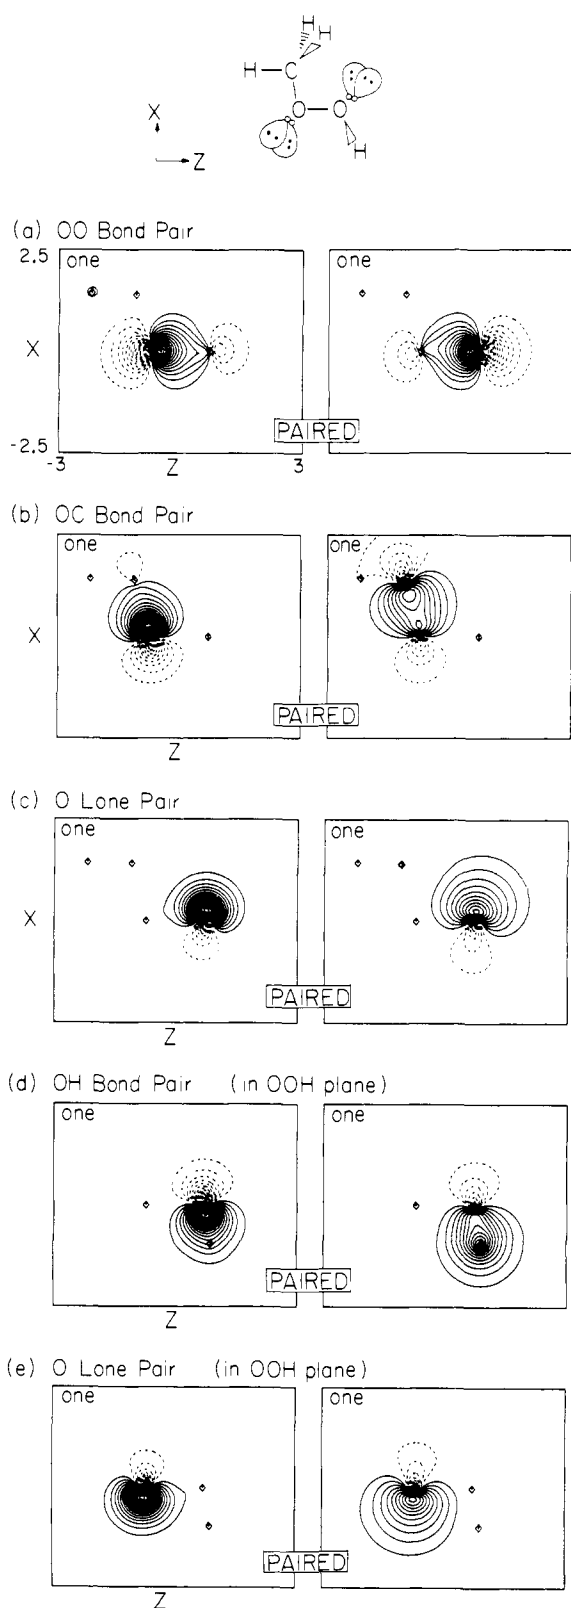 H H
H C
X O O
Z H
(a) OO Bond Pair
2.5 one one
X
PAIRED
-2.5
-3 Z 3
(b) OC Bond Pair
one one
X
PAIRED
Z
(c) O Lone Pair
one one
X
PAIRED
Z
(d) OH Bond Pair (in OOH plane)
one one
PAIRED
Z
(e) O Lone Pair (in OOH plane)
one one
PAIRED
Z